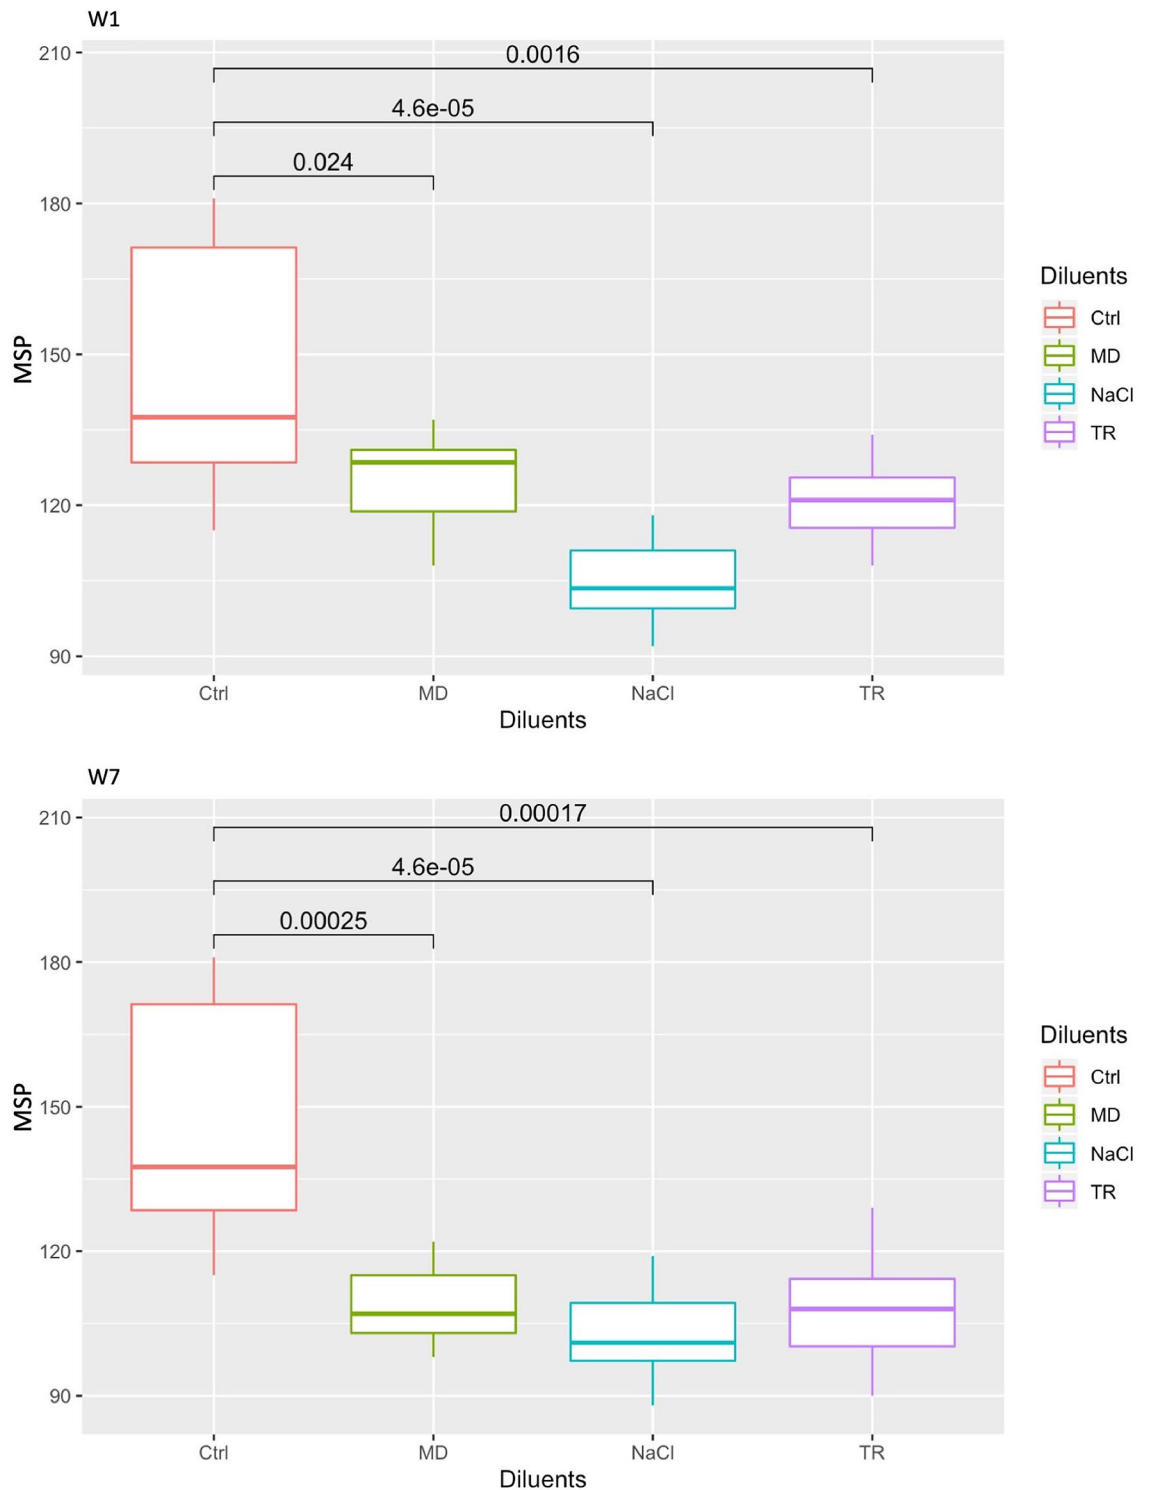 W1
210
0.0016
4.6e-05
0.024
180
150
120
90
MSP
Ctrl MD NaCl TR
Diluents
Diluents
Ctrl
MD
NaCl
TR
W7
210
0.00017
4.6e-05
0.00025
180
150
120
90
MSP
Ctrl MD NaCl TR
Diluents
Diluents
Ctrl
MD
NaCl
TR